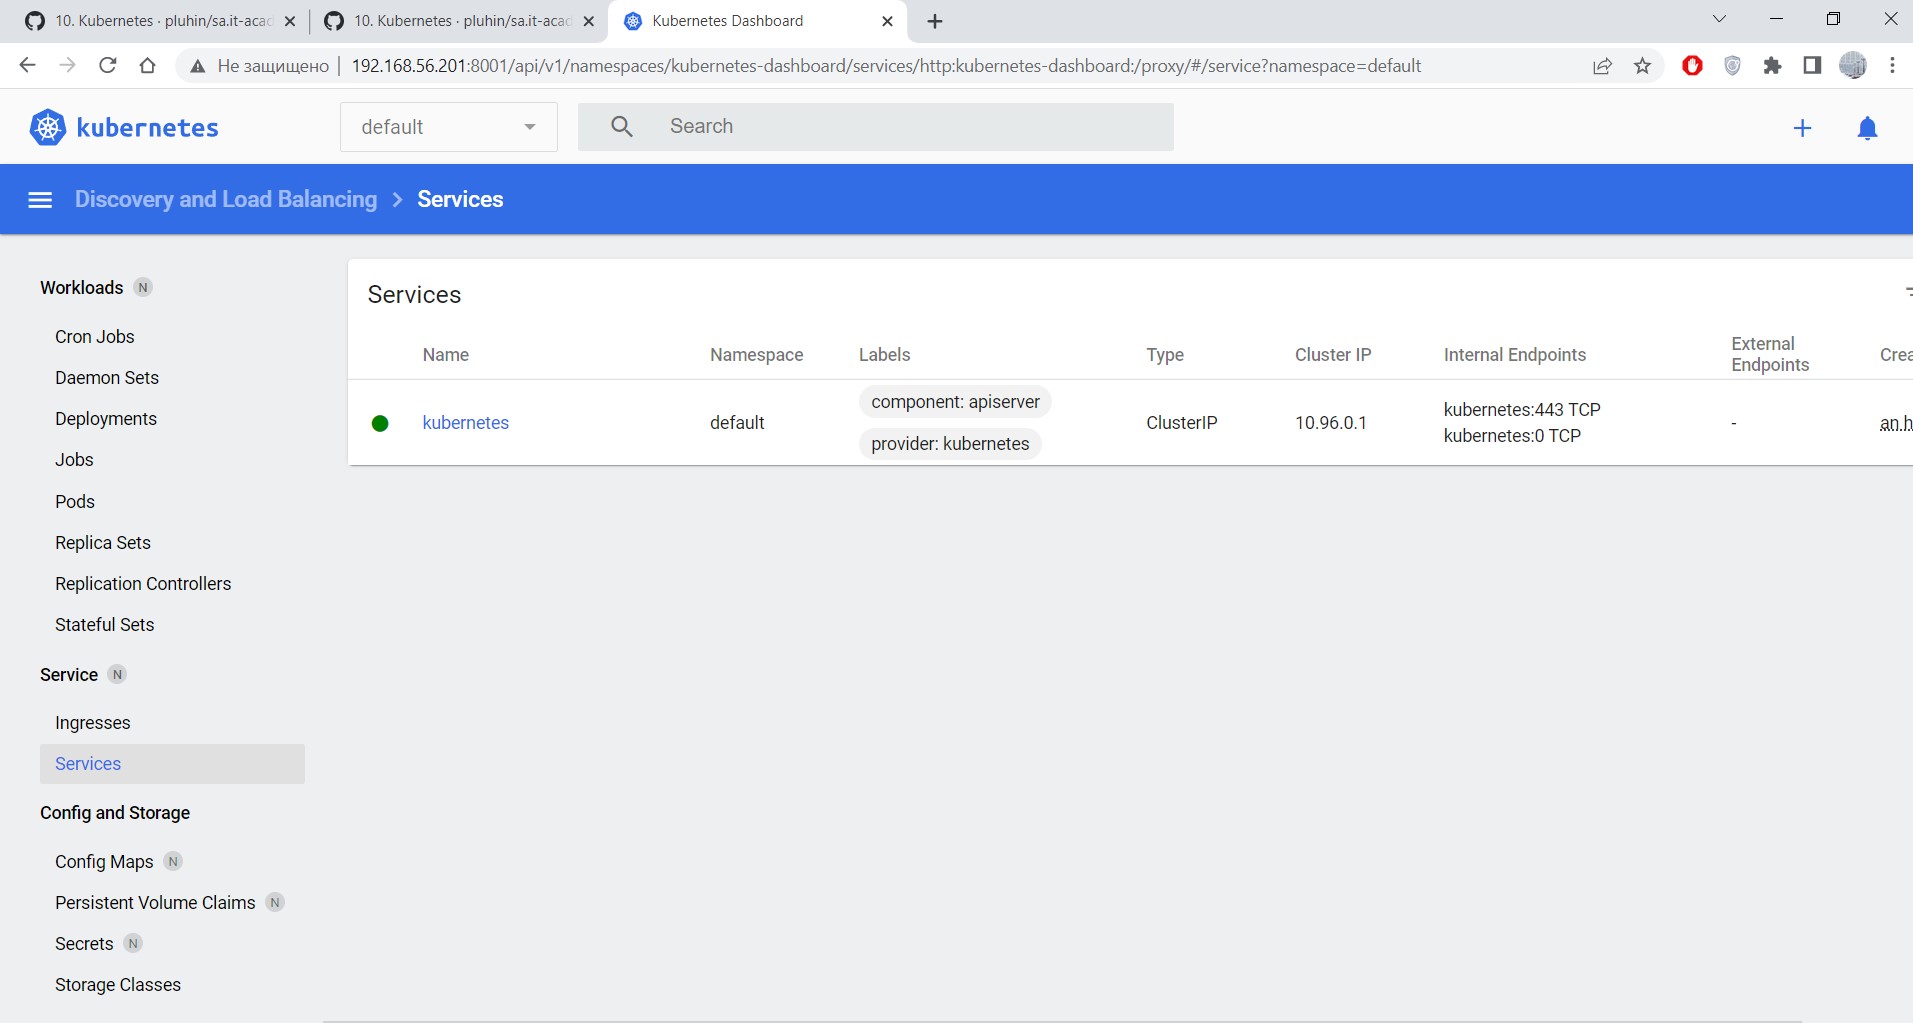 10. Kubernetes · pluhin/sa.it-acad
10. Kubernetes · pluhin/sa.it-acad
Kubernetes Dashboard
Не защищено
192.168.56.201:8001/api/v1/namespaces/kubernetes-dashboard/services/http:kubernetes-dashboard:/proxy/#/service?namespace=default
kubernetes
default
Search
Discovery and Load Balancing
Services
Workloads N
Cron Jobs
Daemon Sets
Deployments
Jobs
Pods
Replica Sets
Replication Controllers
Stateful Sets
Service N
Ingresses
Services
Config and Storage
Config Maps N
Persistent Volume Claims N
Secrets N
Storage Classes
Services
Name Namespace Labels Type Cluster IP Internal Endpoints External Endpoints Crea
kubernetes default component: apiserver provider: kubernetes ClusterIP 10.96.0.1 kubernetes:443 TCP kubernetes:0 TCP - an h